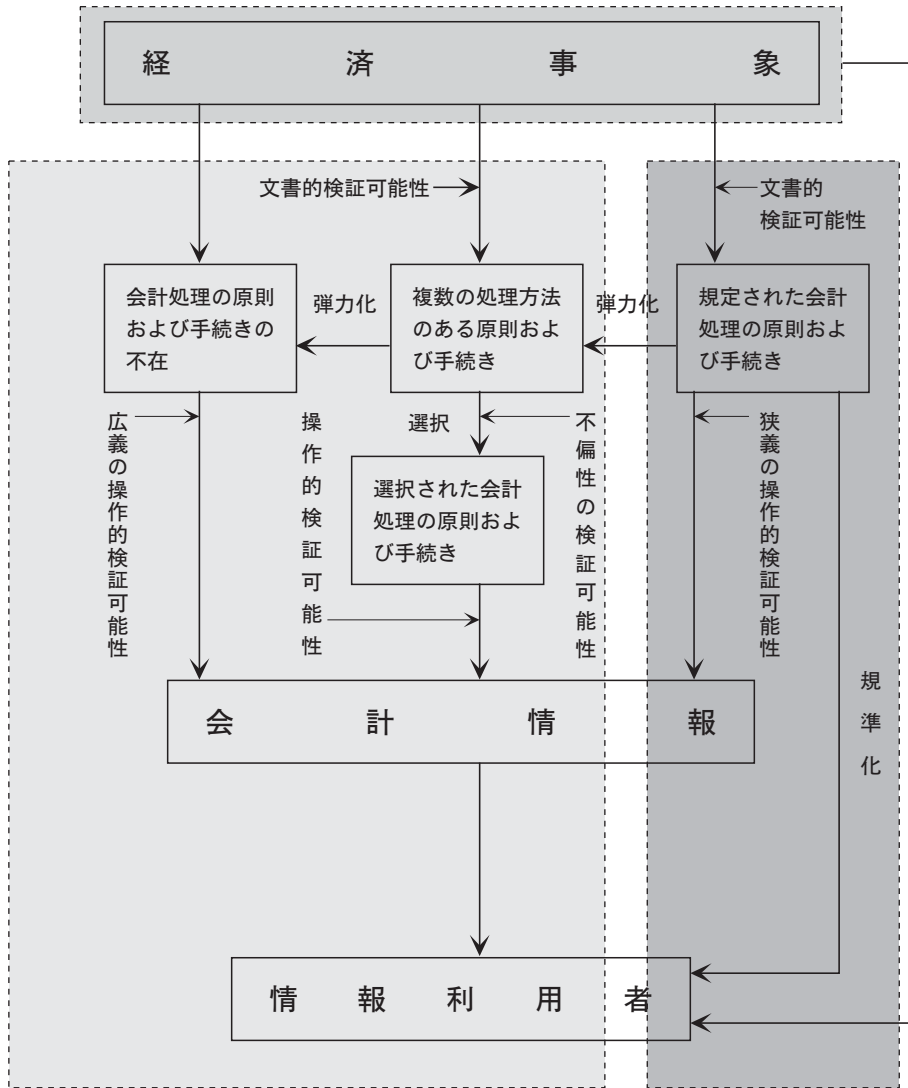 経済事象
文書的検証可能性
文書的
検証可能性
会計処理の原則
および手続きの
不在
弾力化
複数の処理方法
のある原則およ
び手続き
弾力化
規定された会計
処理の原則およ
び手続き
広義の操作的検証可能性
操作的検証可能性
選択
不偏性の検証可能性
狭義の操作的検証可能性
選択された会計
処理の原則およ
び手続き
規準化
会計情報
情報利用者